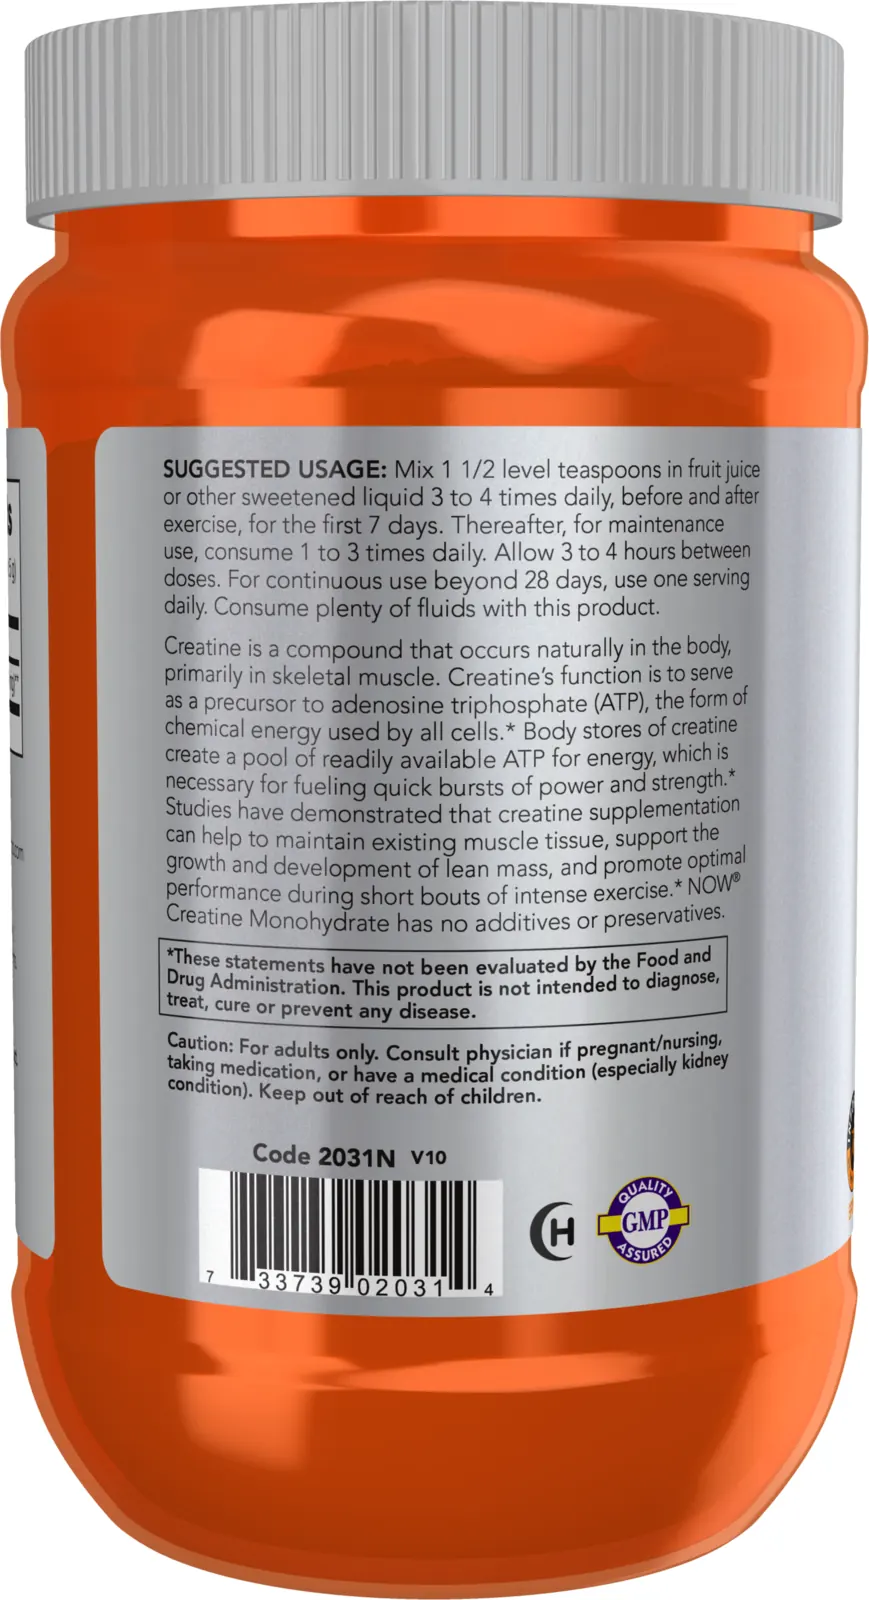 SUGGESTED USAGE: Mix 1 1/2 level teaspoons in fruit juice
or other sweetened liquid 3 to 4 times daily, before and after
exercise, for the first 7 days. Thereafter, for maintenance
use, consume 1 to 3 times daily. Allow 3 to 4 hours between
doses. For continuous use beyond 28 days, use one serving
daily. Consume plenty of fluids with this product.
Creatine is a compound that occurs naturally in the body,
primarily in skeletal muscle. Creatine's function is to serve
as a precursor to adenosine triphosphate (ATP), the form of
chemical energy used by all cells.* Body stores of creatine
create a pool of readily available ATP for energy, which is
necessary for fueling quick bursts of power and strength.*
Studies have demonstrated that creatine supplementation
can help to maintain existing muscle tissue, support the
growth and development of lean mass, and promote optimal
performance during short bouts of intense exercise.* NOW®
Creatine Monohydrate has no additives or preservatives.
*These statements have not been evaluated by the Food and
Drug Administration. This product is not intended to diagnose,
treat, cure or prevent any disease.
Caution: For adults only. Consult physician if pregnant/nursing,
taking medication, or have a medical condition (especially kidney
condition). Keep out of reach of children.
Code 2031N V10
7 33739 02031 4
CH
QUALITY
GMP
ASSURED